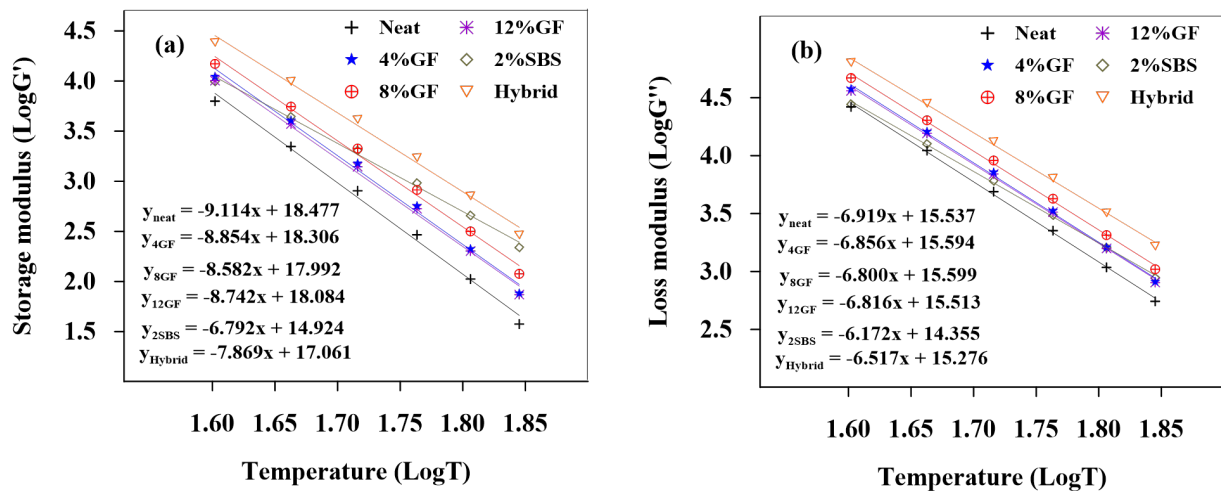 (a)
Neat
4%GF
8%GF
12%GF
2%SBS
Hybrid
Storage modulus (LogG')
4.5
4.0
3.5
3.0
2.5
2.0
1.5
y_neat = -9.114x + 18.477
y_4GF = -8.854x + 18.306
y_8GF = -8.582x + 17.992
y_12GF = -8.742x + 18.084
y_2SBS = -6.792x + 14.924
y_Hybrid = -7.869x + 17.061
1.60 1.65 1.70 1.75 1.80 1.85
Temperature (LogT)
(b)
Neat
4%GF
8%GF
12%GF
2%SBS
Hybrid
Loss modulus (LogG'')
4.5
4.0
3.5
3.0
2.5
y_neat = -6.919x + 15.537
y_4GF = -6.856x + 15.594
y_8GF = -6.800x + 15.599
y_12GF = -6.816x + 15.513
y_2SBS = -6.172x + 14.355
y_Hybrid = -6.517x + 15.276
1.60 1.65 1.70 1.75 1.80 1.85
Temperature (LogT)